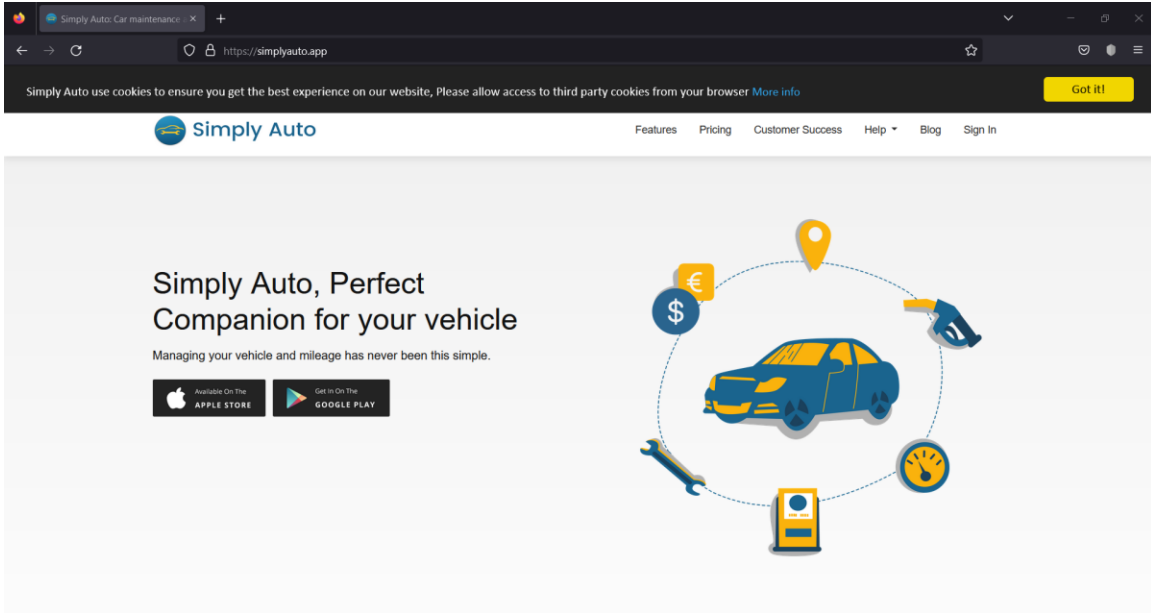 Simply Auto: Car maintenance
https://simplyauto.app
Simply Auto use cookies to ensure you get the best experience on our website, Please allow access to third party cookies from your browser More info
Got it!
Simply Auto
Features Pricing Customer Success Help Blog Sign In
Simply Auto, Perfect
Companion for your vehicle
Managing your vehicle and mileage has never been this simple.
Available On The
APPLE STORE
Get In On The
GOOGLE PLAY
€
$